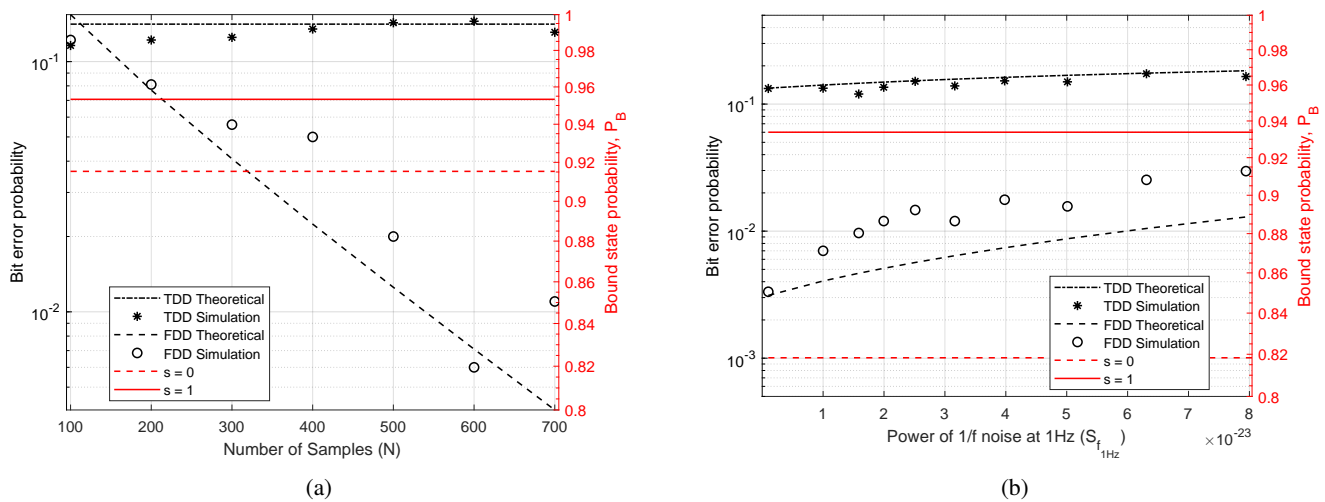 10^-1
10^-2
Bit error probability
1
0.98
0.96
0.94
0.92
0.9
0.88
0.86
0.84
0.82
0.8
Bound state probability, P_B
TDD Theoretical
TDD Simulation
FDD Theoretical
FDD Simulation
s = 0
s = 1
100 200 300 400 500 600 700
Number of Samples (N)
(a)
10^-1
10^-2
10^-3
Bit error probability
1
0.98
0.96
0.94
0.92
0.9
0.88
0.86
0.84
0.82
0.8
Bound state probability, P_B
TDD Theoretical
TDD Simulation
FDD Theoretical
FDD Simulation
s = 0
s = 1
1 2 3 4 5 6 7 8
Power of 1/f noise at 1Hz (S_f_1Hz)
×10^-23
(b)